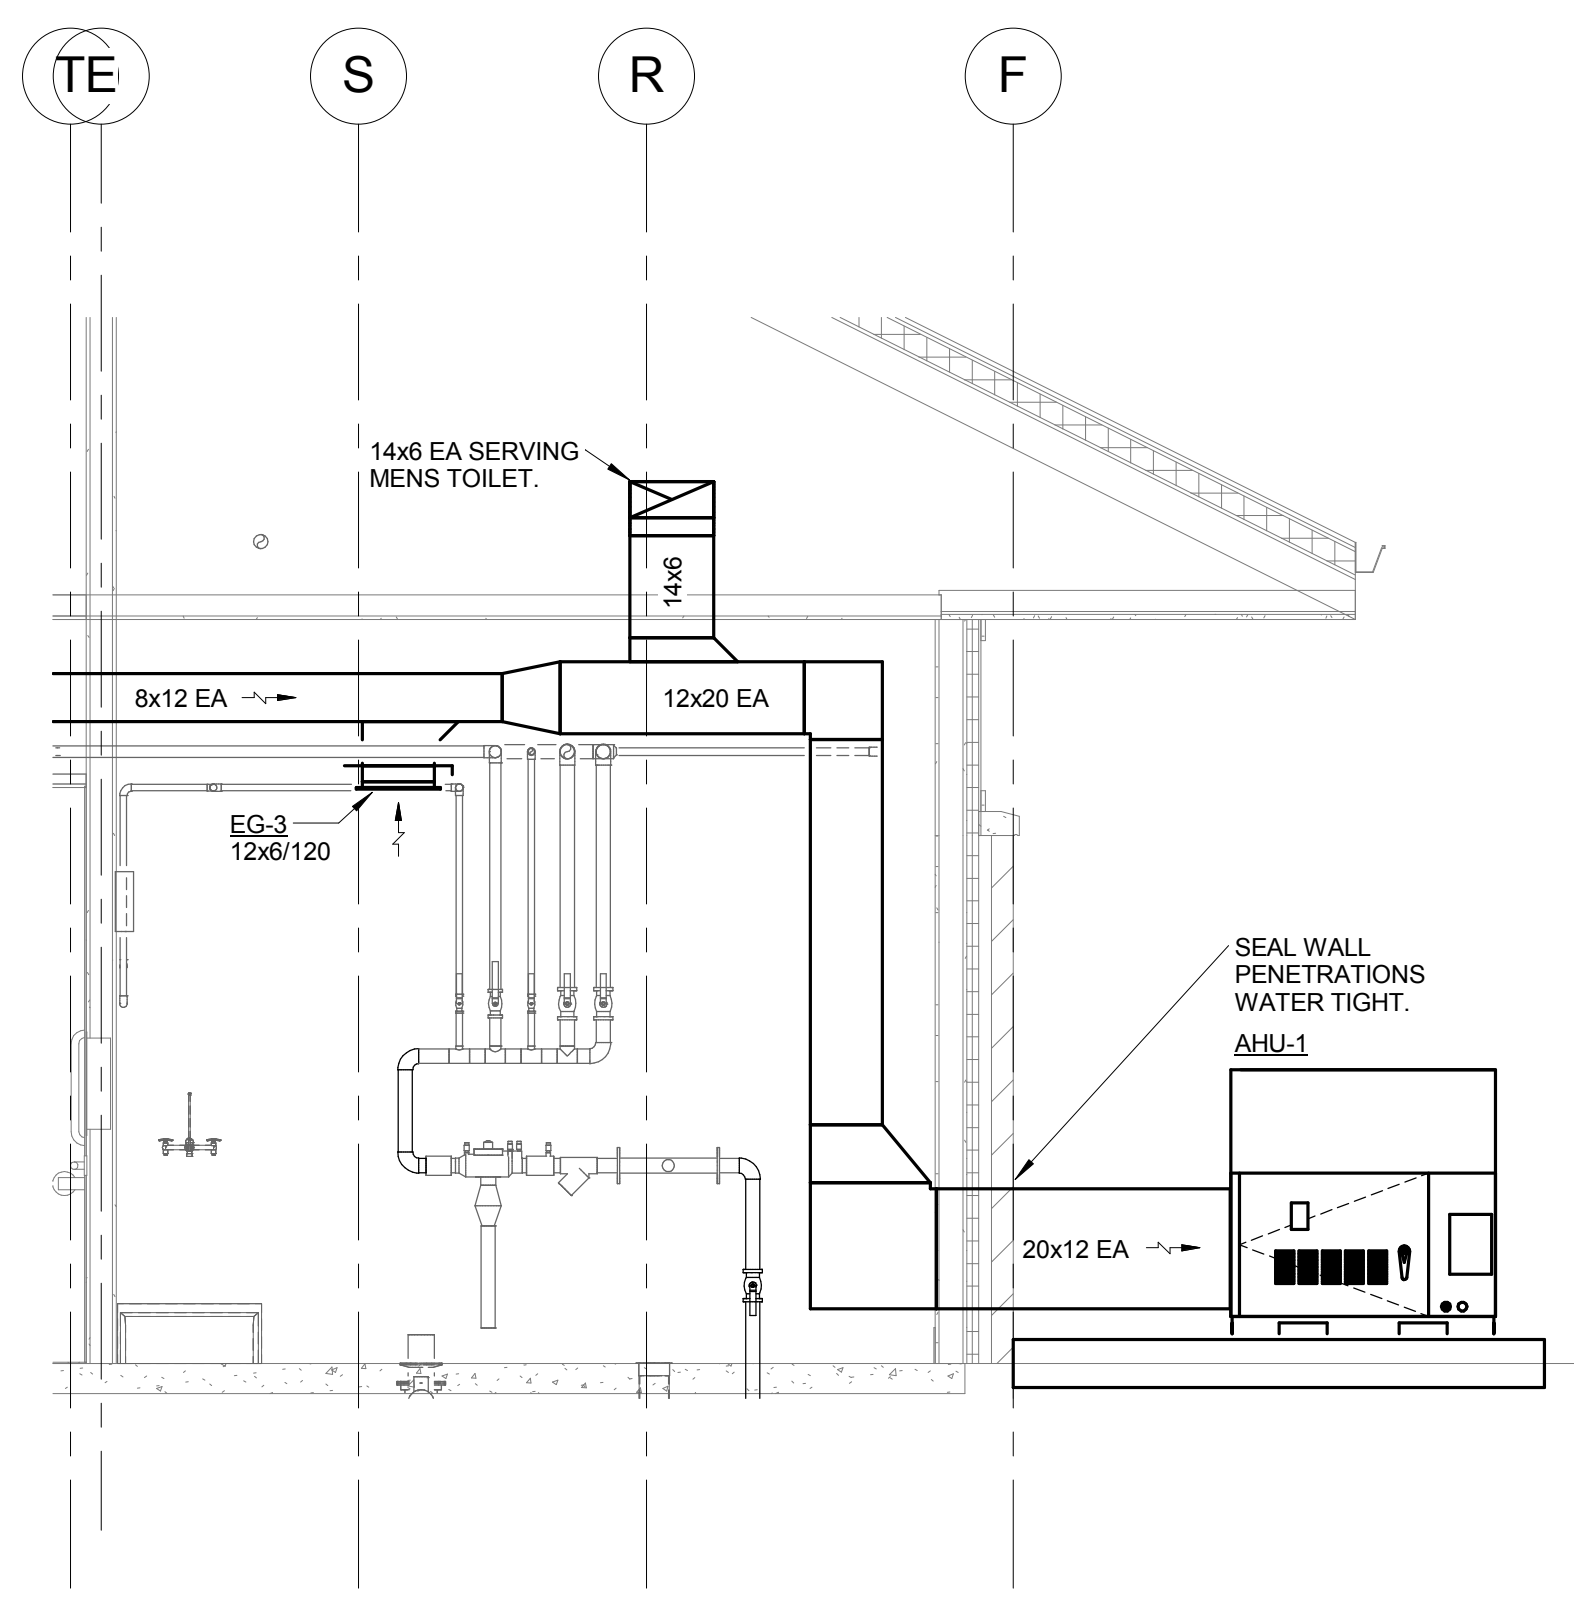 TE
S
R
F
14x6 EA SERVING
MENS TOILET.
14x6
8x12 EA
12x20 EA
EG-3
12x6/120
SEAL WALL
PENETRATIONS
WATER TIGHT.
AHU-1
20x12 EA